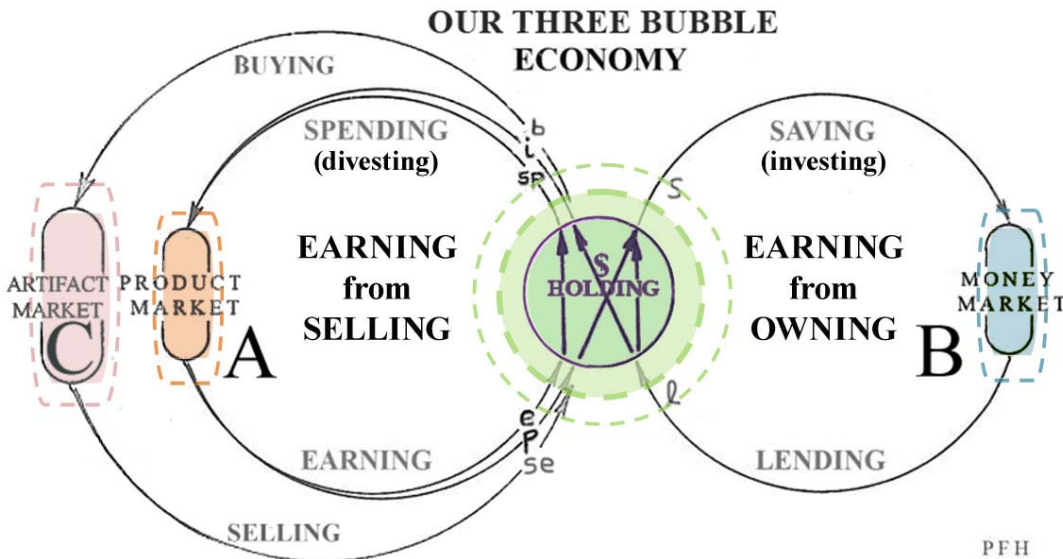 OUR THREE BUBBLE
ECONOMY
BUYING
SPENDING
(divesting)
b
i
sp
SAVING
(investing)
S
EARNING
from
SELLING
$
HOLDING
EARNING
from
OWNING
ARTIFACT
MARKET
C
PRODUCT
MARKET
A
MONEY
MARKET
B
e
p
se
l
EARNING
SELLING
LENDING
PFH